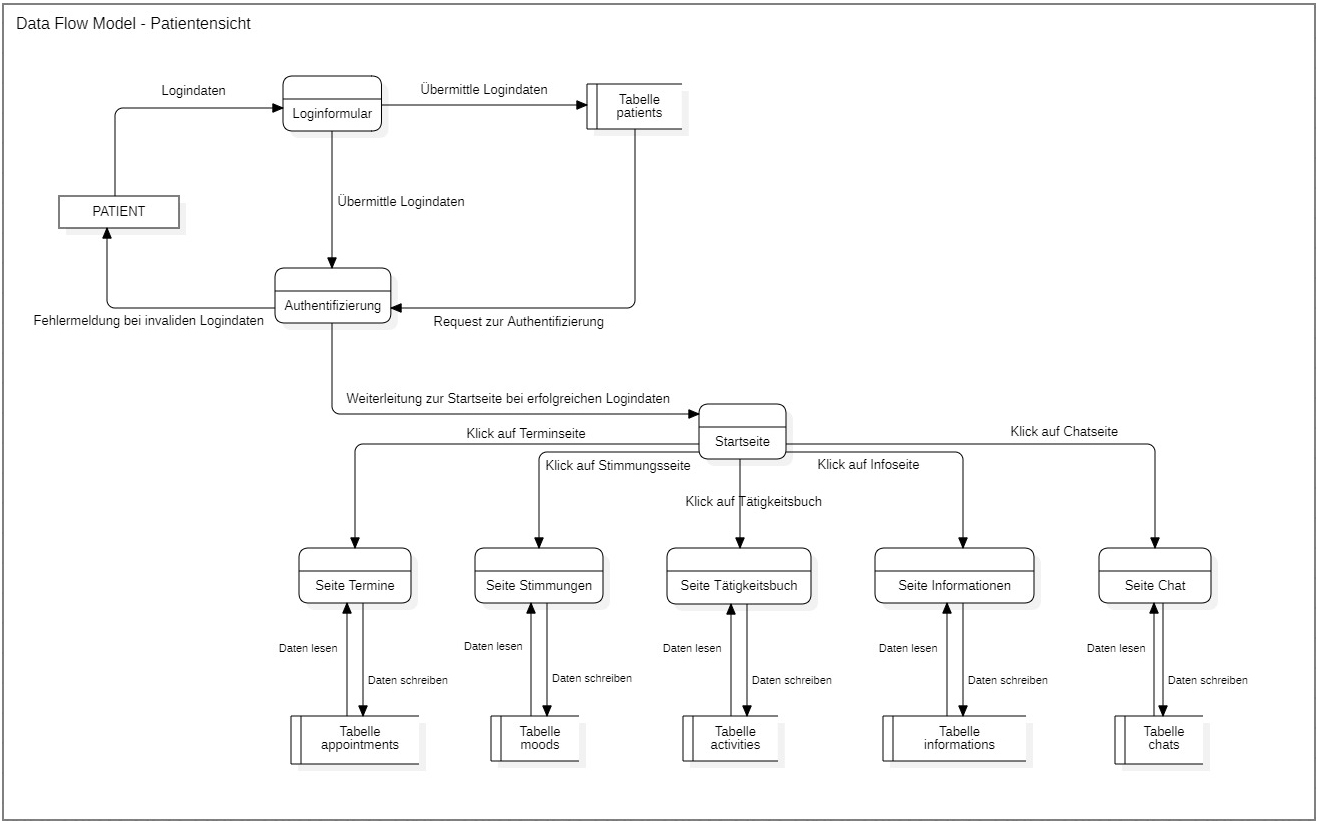 Data Flow Model - Patientensicht
Logindaten
Übermittle Logindaten
Loginformular
Tabelle
patients
PATIENT
Übermittle Logindaten
Authentifizierung
Fehlermeldung bei invaliden Logindaten
Request zur Authentifizierung
Weiterleitung zur Startseite bei erfolgreichen Logindaten
Startseite
Klick auf Terminseite
Klick auf Chatseite
Klick auf Stimmungsseite
Klick auf Infoseite
Klick auf Tätigkeitsbuch
Seite Termine
Seite Stimmungen
Seite Tätigkeitsbuch
Seite Informationen
Seite Chat
Daten lesen
Daten schreiben
Daten lesen
Daten schreiben
Daten lesen
Daten schreiben
Daten lesen
Daten schreiben
Daten lesen
Daten schreiben
Tabelle
appointments
Tabelle
moods
Tabelle
activities
Tabelle
informations
Tabelle
chats